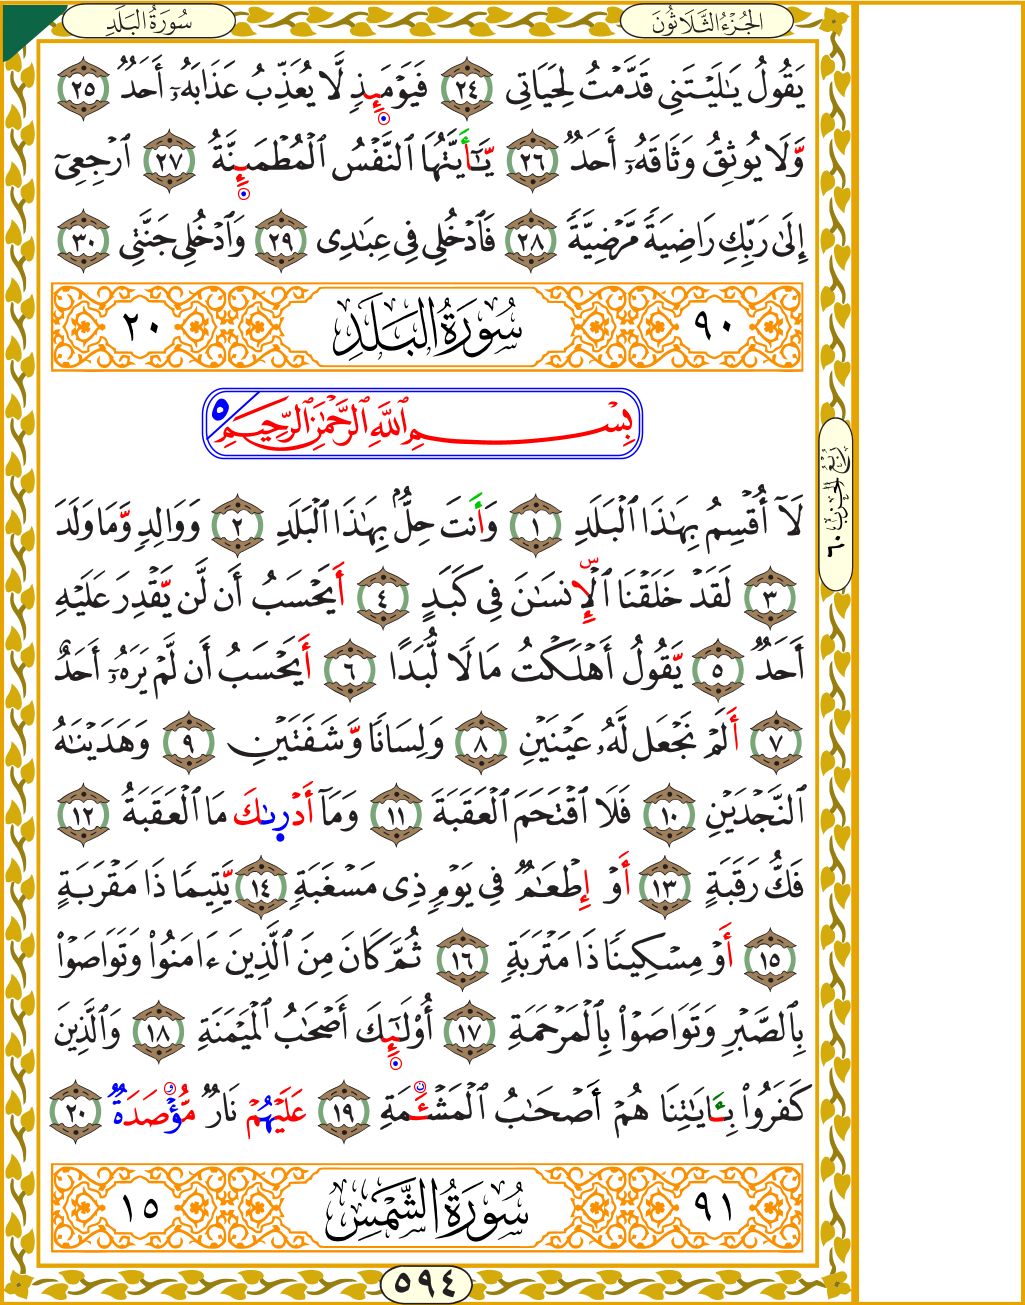 سُورَةُ البَلَدِ
الجُزْءُ الثَّلَاثُونَ
يَقُولُ يَـٰلَيْتَنِي قَدَّمْتُ لِحَيَاتِي ٢٤ فَيَوْمَئِذٍ لَّا يُعَذِّبُ عَذَابَهُۥٓ أَحَدٌ ٢٥
وَّلَا يُوثِقُ وَثَاقَهُۥٓ أَحَدٌ ٢٦ يَّـٰٓأَيَّتُهَا ٱلنَّفْسُ ٱلْمُطْمَئِنَّةُ ٢٧ ٱرْجِعِىٓ
إِلَىٰ رَبِّكِ رَاضِيَةً مَّرْضِيَّةً ٢٨ فَٱدْخُلِى فِى عِبَـٰدِى ٢٩ وَٱدْخُلِى جَنَّتِى ٣٠
٩٠ سُورَةُ البَلَدِ ٢٠
بِسْمِ ٱللَّهِ ٱلرَّحْمَـٰنِ ٱلرَّحِيمِ ٥
لَآ أُقْسِمُ بِهَـٰذَا ٱلْبَلَدِ ١ وَأَنتَ حِلٌّۢ بِهَـٰذَا ٱلْبَلَدِ ٢ وَوَالِدٍ وَّمَا وَلَدَ
٣ لَقَدْ خَلَقْنَا ٱلْإِنسَـٰنَ فِى كَبَدٍ ٤ أَيَحْسَبُ أَن لَّن يَّقْدِرَ عَلَيْهِ
أَحَدٌ ٥ يَّقُولُ أَهْلَكْتُ مَالًا لُّبَدًا ٦ أَيَحْسَبُ أَن لَّمْ يَرَهُۥٓ أَحَدٌ
٧ أَلَمْ نَجْعَل لَّهُۥ عَيْنَيْنِ ٨ وَلِسَانًا وَّشَفَتَيْنِ ٩ وَهَدَيْنَـٰهُ
ٱلنَّجْدَيْنِ ١٠ فَلَا ٱقْتَحَمَ ٱلْعَقَبَةَ ١١ وَمَآ أَدْرَىٰكَ مَا ٱلْعَقَبَةُ ١٢
فَكُّ رَقَبَةٍ ١٣ أَوْ إِطْعَـٰمٌ فِى يَوْمٍ ذِى مَسْغَبَةٍ ١٤ يَّتِيمًا ذَا مَقْرَبَةٍ
١٥ أَوْ مِسْكِينًا ذَا مَتْرَبَةٍ ١٦ ثُمَّ كَانَ مِنَ ٱلَّذِينَ ءَامَنُوا۟ وَتَوَاصَوْا۟
بِٱلصَّبْرِ وَتَوَاصَوْا۟ بِٱلْمَرْحَمَةِ ١٧ أُو۟لَـٰٓئِكَ أَصْحَـٰبُ ٱلْمَيْمَنَةِ ١٨ وَٱلَّذِينَ
كَفَرُوا۟ بِـَٔايَـٰتِنَا هُمْ أَصْحَـٰبُ ٱلْمَشْـَٔمَةِ ١٩ عَلَيْهُمْ نَارٌ مُّؤْصَدَةٌ ٢٠
٩١ سُورَةُ الشَّمْسِ ١٥
رُبْعُ الحِزْبِ ٦٠
٥٩٤